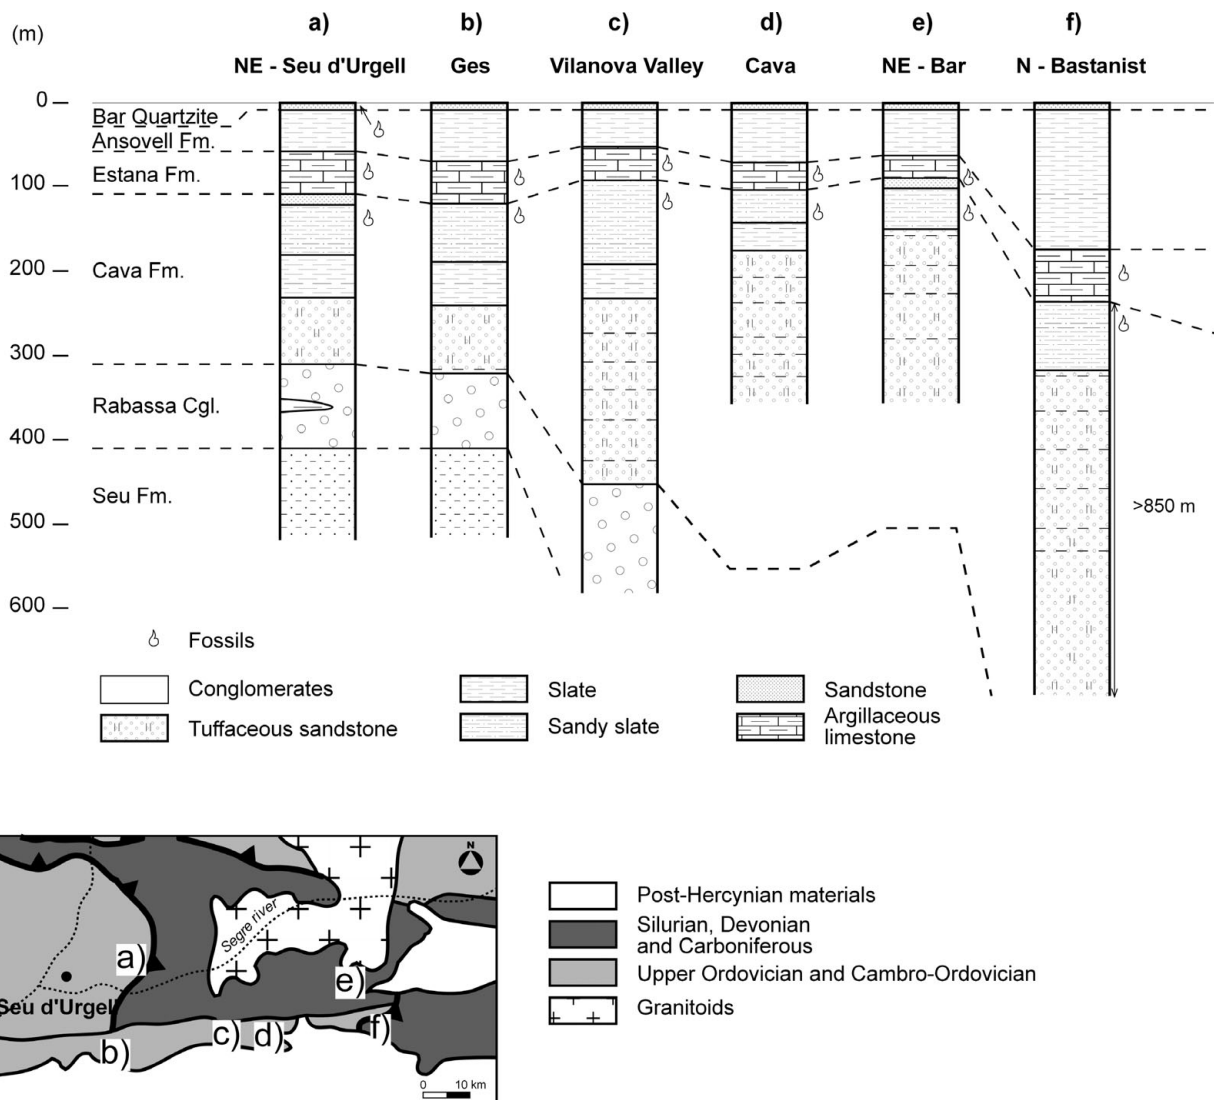 a) b) c) d) e) f)
(m)
NE - Seu d'Urgell Ges Vilanova Valley Cava NE - Bar N - Bastanist
0
Bar Quartzite
Ansovell Fm.
Estana Fm.
100
200
Cava Fm.
300
Rabassa Cgl.
400
Seu Fm.
500
>850 m
600
Fossils
Conglomerates
Slate
Sandstone
Tuffaceous sandstone
Sandy slate
Argillaceous
limestone
N
Segre river
a)
e)
Seu d'Urgell
b)
c)
d)
f)
0 10 km
Post-Hercynian materials
Silurian, Devonian
and Carboniferous
Upper Ordovician and Cambro-Ordovician
Granitoids